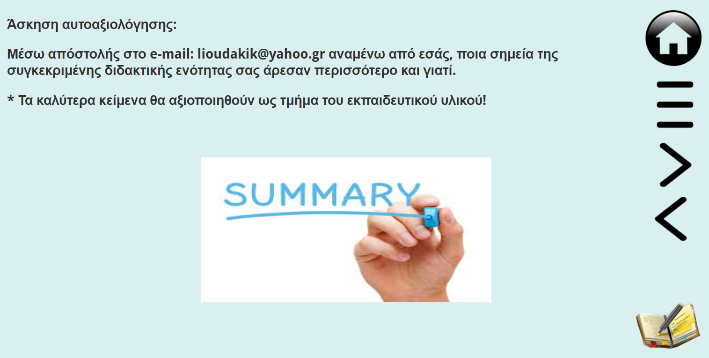 Άσκηση αυτοαξιολόγησης:
Μέσω απόστολής στο e-mail: lioudakik@yahoo.gr αναμένω από εσάς, ποια σημεία της
συγκεκριμένης διδακτικής ενότητας σας άρεσαν περισσότερο και γιατί.
* Τα καλύτερα κείμενα θα αξιοποιηθούν ως τμήμα του εκπαιδευτικού υλικού!
SUMMARY